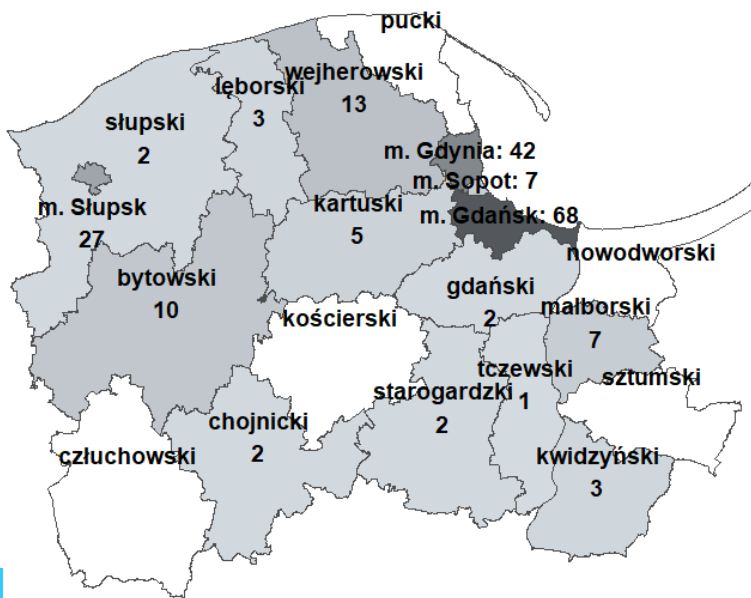 pucki
wejherowski
13
lęborski
3
słupski
2
m. Gdynia: 42
m. Sopot: 7
m. Słupsk
27
kartuski
5
m. Gdańsk: 68
nowodworski
bytowski
10
gdański
2
malborski
7
kościerski
tczewski
1
sztumski
starogardzki
2
chojnicki
2
człuchowski
kwidzyński
3